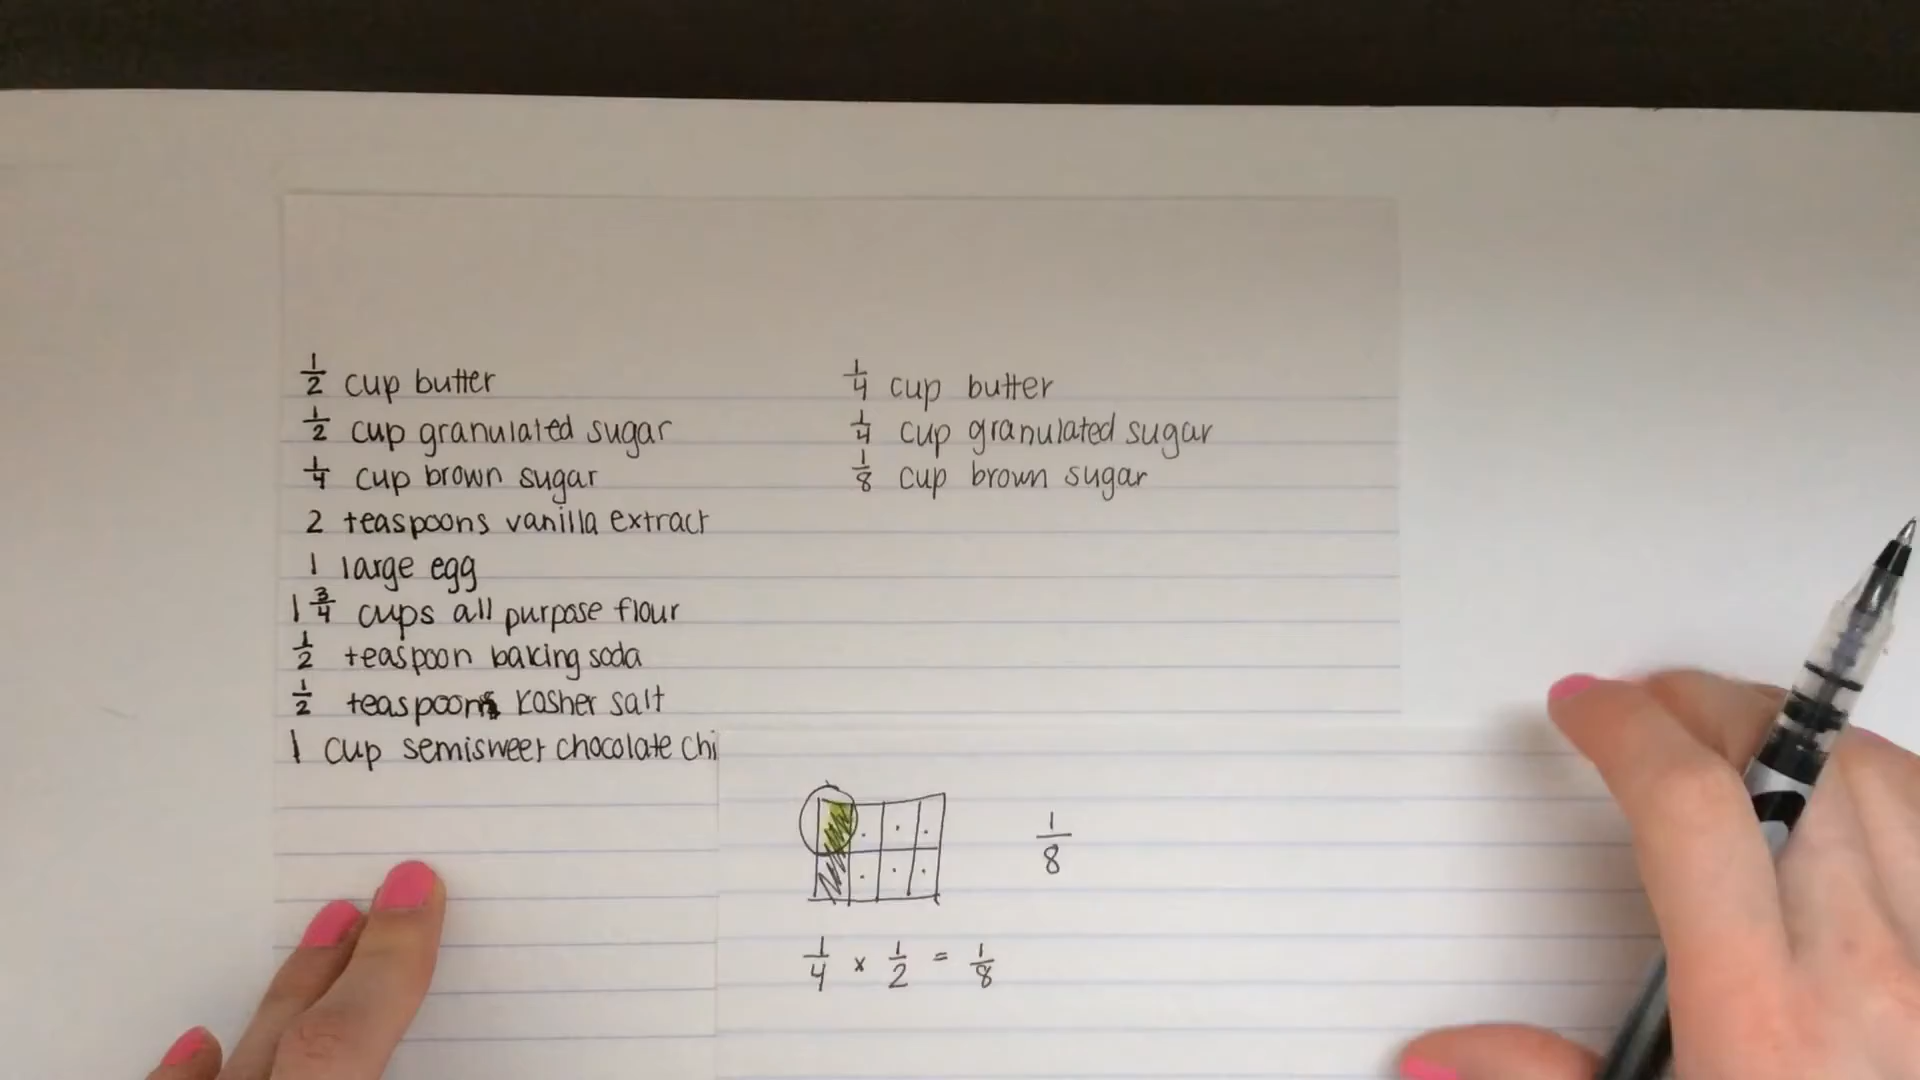 1/2 cup butter
1/2 cup granulated sugar
1/4 cup brown sugar
2 teaspoons vanilla extract
1 large egg
1 3/4 cups all purpose flour
1/2 teaspoon baking soda
1/2 teaspoons kosher salt
1 cup semisweet chocolate chi
1/4 cup butter
1/4 cup granulated sugar
1/8 cup brown sugar
1/8
1/4 x 1/2 = 1/8